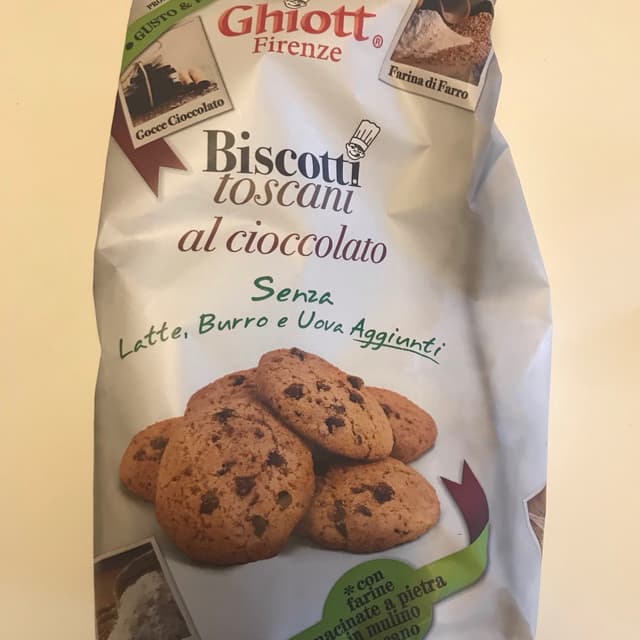 GUSTO &
Ghiott®
Firenze
Gocce Cioccolato
Farina di Farro
Biscotti
toscani
al cioccolato
Senza
Latte, Burro e Uova Aggiunti
*con
farine
macinate a pietra
in mulino